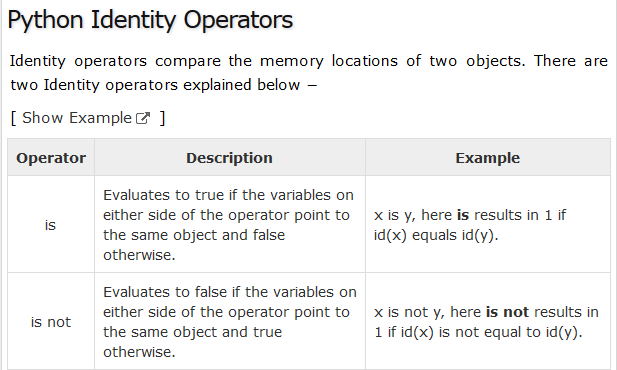 Python Identity Operators
Identity operators compare the memory locations of two objects. There are
two Identity operators explained below −
[ Show Example ]
Operator Description Example
is
Evaluates to true if the variables on
either side of the operator point to
the same object and false
otherwise.
x is y, here is results in 1 if
id(x) equals id(y).
is not
Evaluates to false if the variables on
either side of the operator point to
the same object and true
otherwise.
x is not y, here is not results in
1 if id(x) is not equal to id(y).